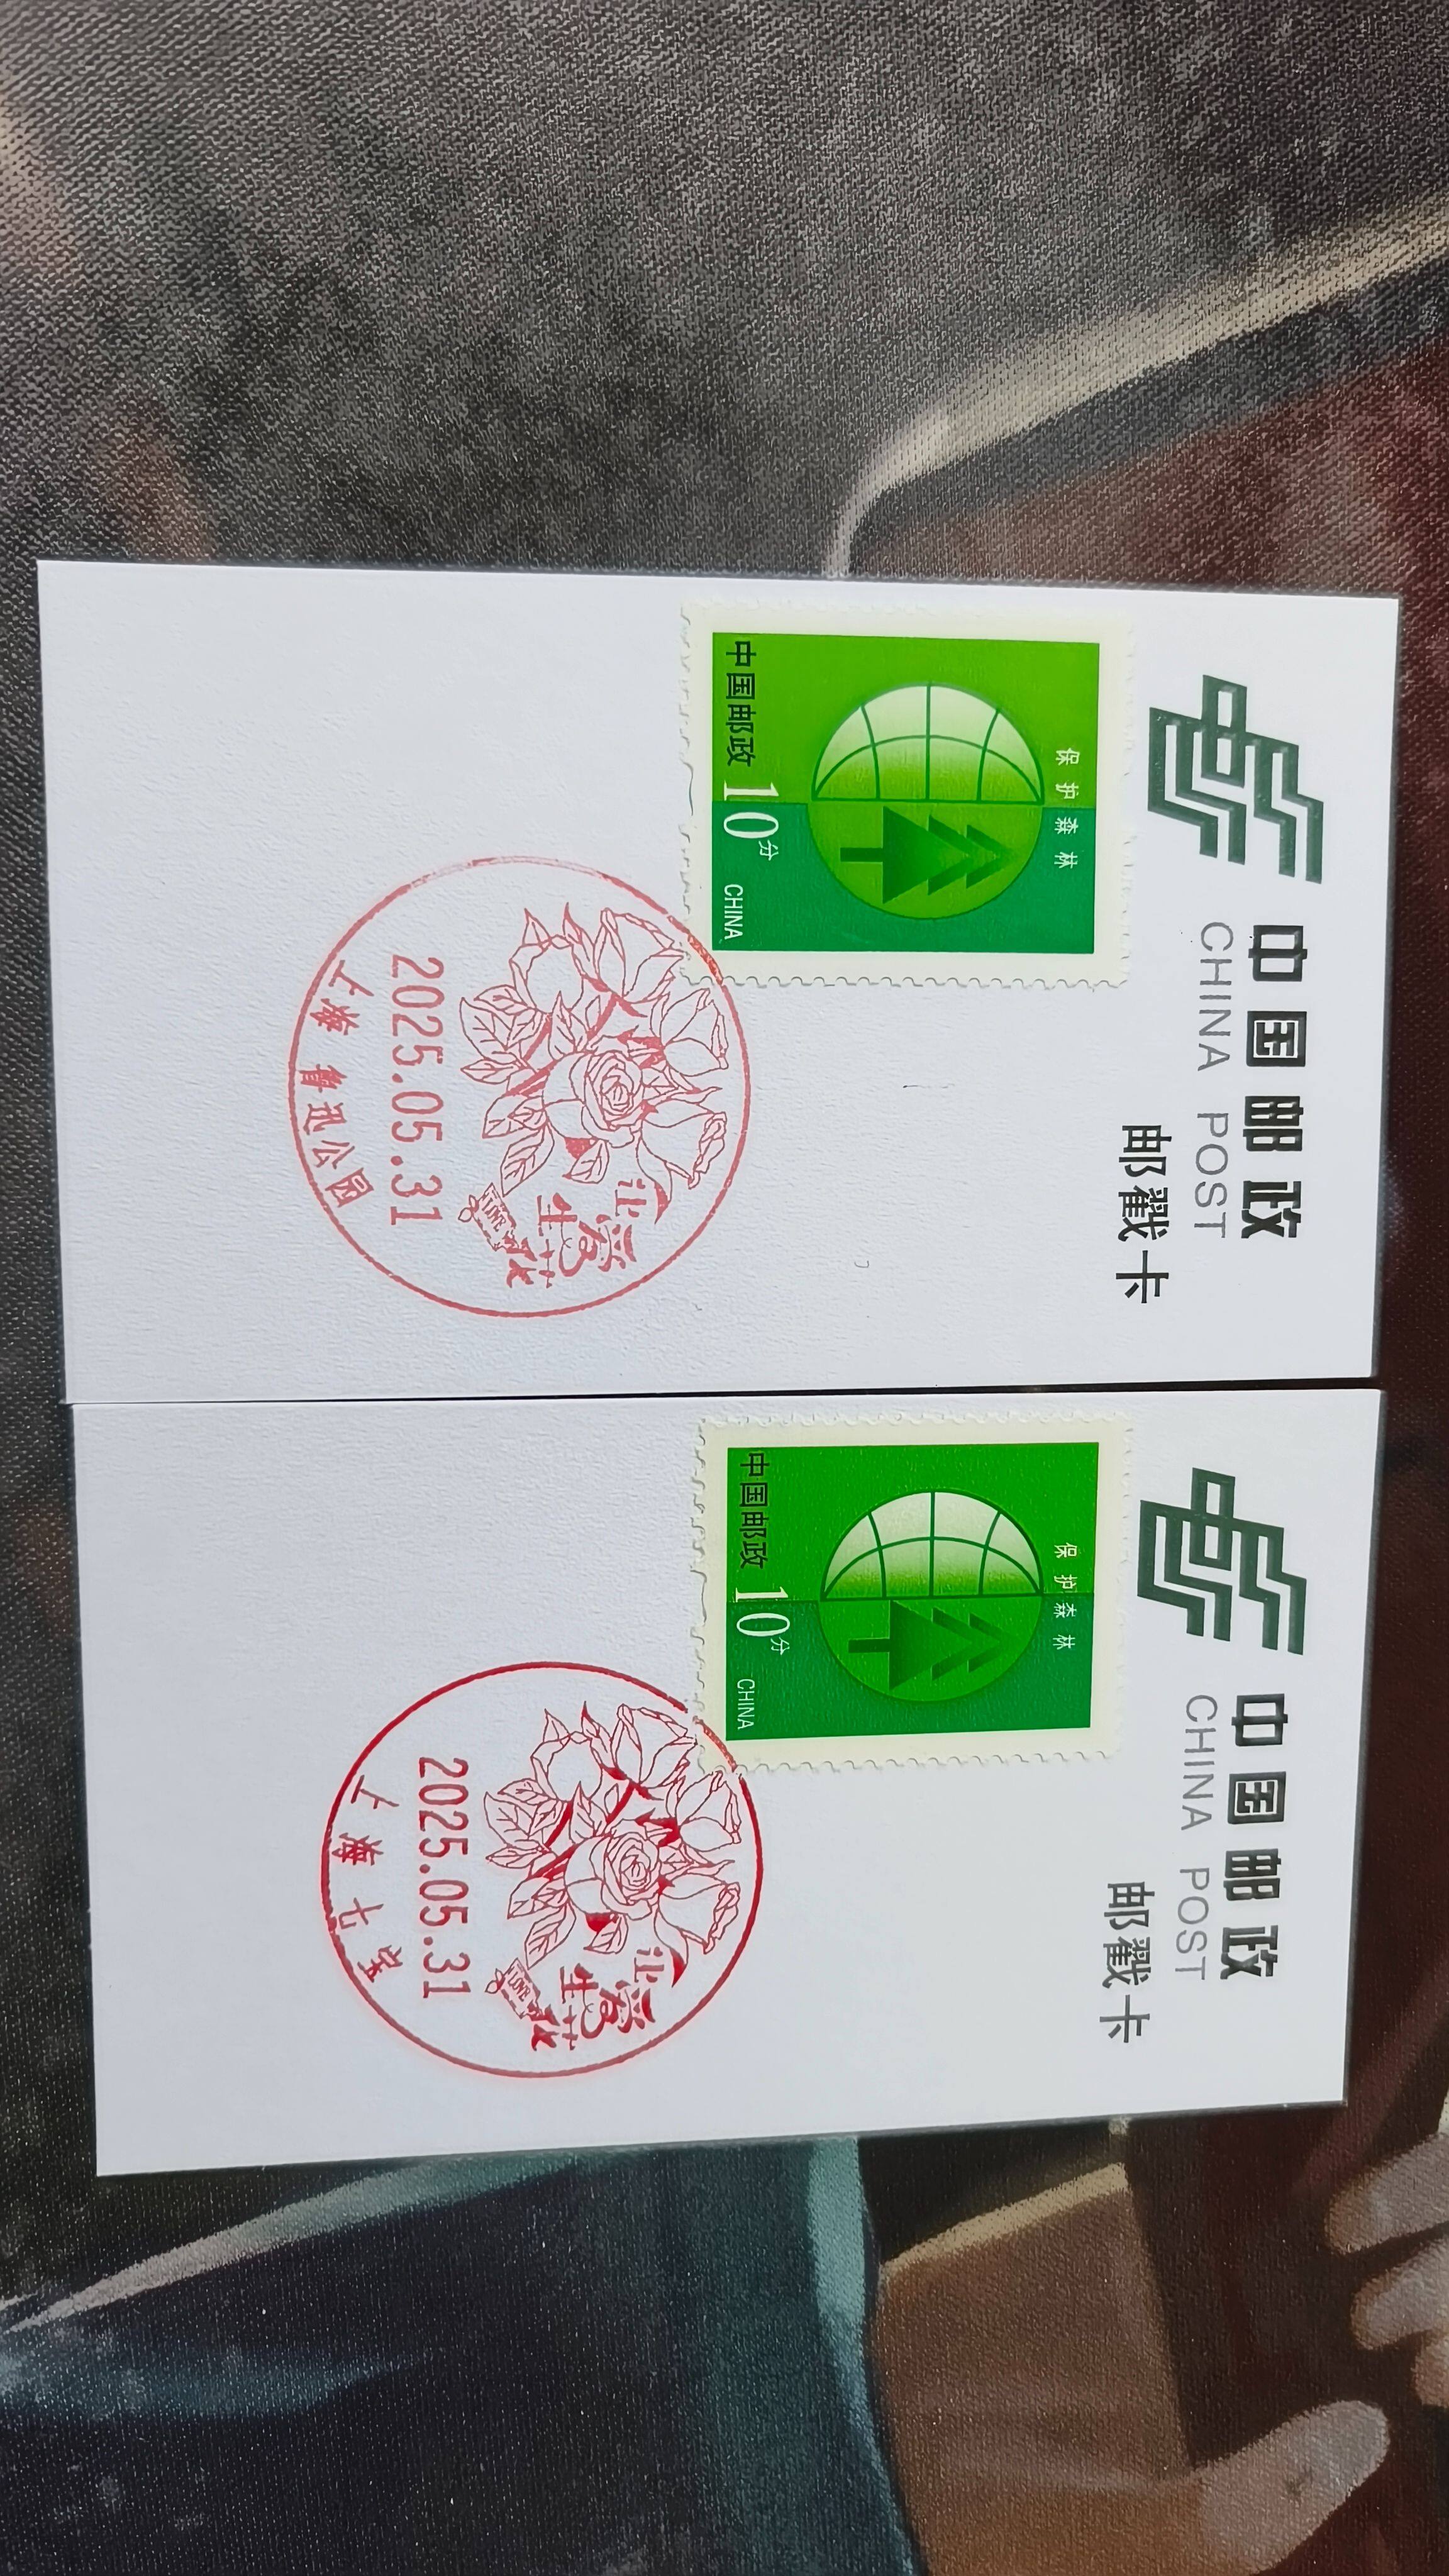 中国邮政
CHINA POST
邮戳卡
保护森林
中国邮政 10分 CHINA
让爱
生花
LOVE
2025.05.31
上海 鲁迅公园
中国邮政
CHINA POST
邮戳卡
保护森林
中国邮政 10分 CHINA
让爱
生花
LOVE
2025.05.31
上海 七宝